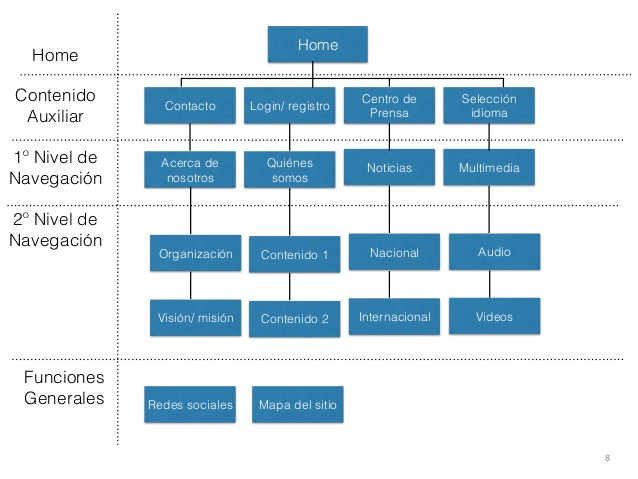 Home
Home
Contenido
Auxiliar
Contacto
Login/ registro
Centro de
Prensa
Selección
idioma
1º Nivel de
Navegación
Acerca de
nosotros
Quiénes
somos
Noticias
Multimedia
2º Nivel de
Navegación
Organización
Contenido 1
Nacional
Audio
Visión/ misión
Contenido 2
Internacional
Videos
Funciones
Generales
Redes sociales
Mapa del sitio
8